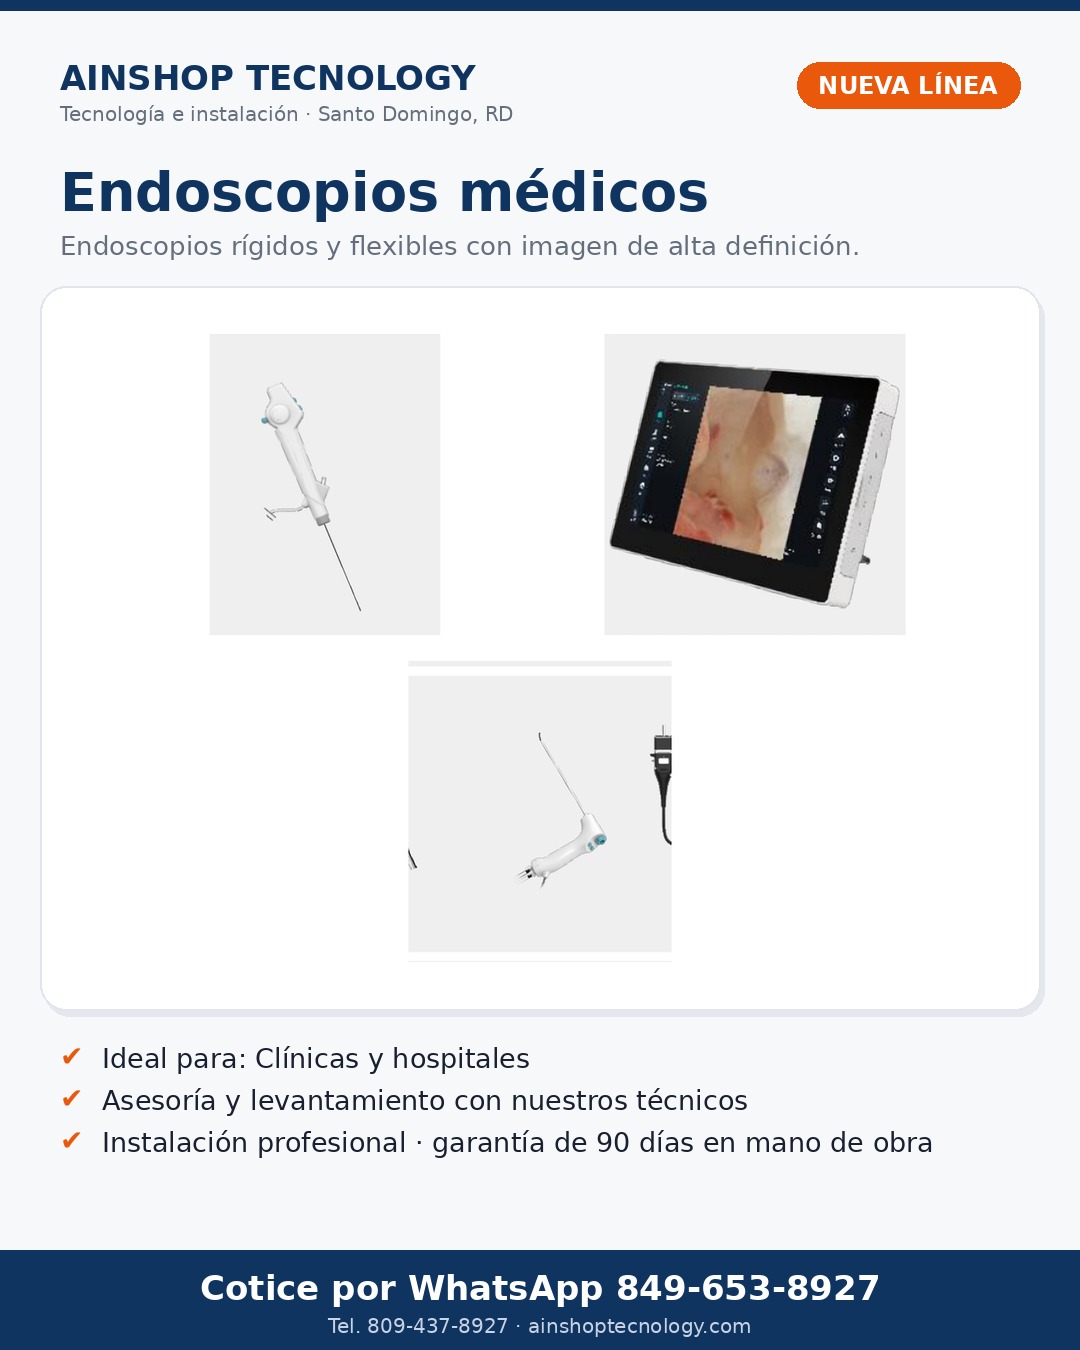 AINSHOP TECNOLOGY
Tecnología e instalación · Santo Domingo, RD
NUEVA LÍNEA
Endoscopios médicos
Endoscopios rígidos y flexibles con imagen de alta definición.
✔ Ideal para: Clínicas y hospitales
✔ Asesoría y levantamiento con nuestros técnicos
✔ Instalación profesional · garantía de 90 días en mano de obra
Cotice por WhatsApp 849-653-8927
Tel. 809-437-8927 · ainshoptecnology.com